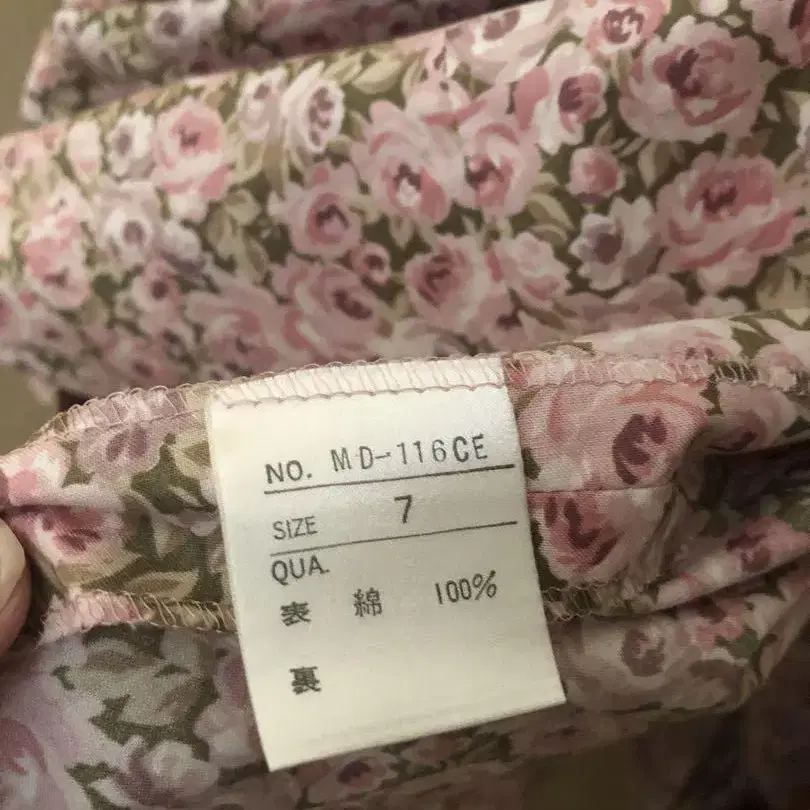 NO. MD-116CE
SIZE 7
QUA.
表 綿 100%
裏